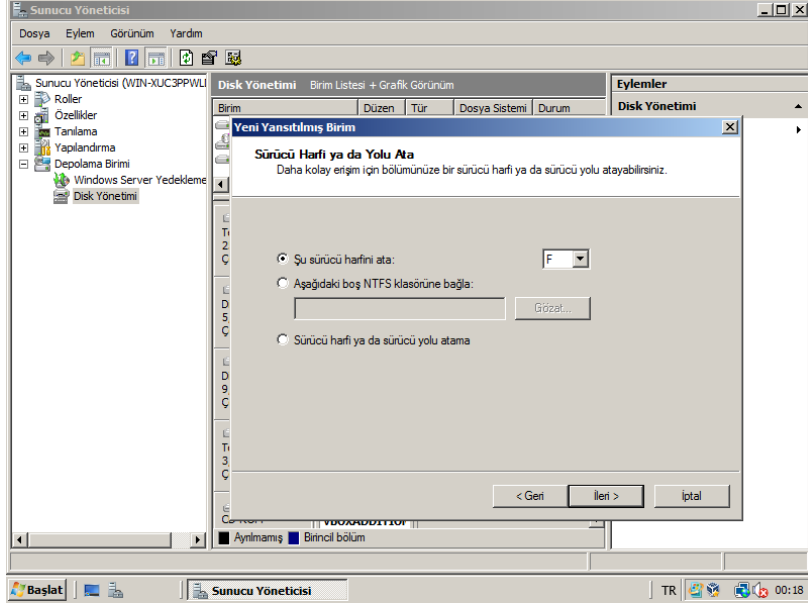 Sunucu Yöneticisi
Dosya Eylem Görünüm Yardım
Sunucu Yöneticisi (WIN-XUC3PPWLI
Roller
Özellikler
Tanılama
Yapılandırma
Depolama Birimi
Windows Server Yedekleme
Disk Yönetimi
Disk Yönetimi Birim Listesi + Grafik Görünüm
Birim Düzen Tür Dosya Sistemi Durum
Eylemler
Disk Yönetimi
Yeni Yansıtılmış Birim
Sürücü Harfi ya da Yolu Ata
Daha kolay erişim için bölümünüze bir sürücü harfi ya da sürücü yolu atayabilirsiniz.
Şu sürücü harfini ata: F
Aşağıdaki boş NTFS klasörüne bağla:
Gözat...
Sürücü harfi ya da sürücü yolu atama
< Geri İleri > İptal
Ayrılmamış Birincil bölüm
Başlat Sunucu Yöneticisi TR 00:18